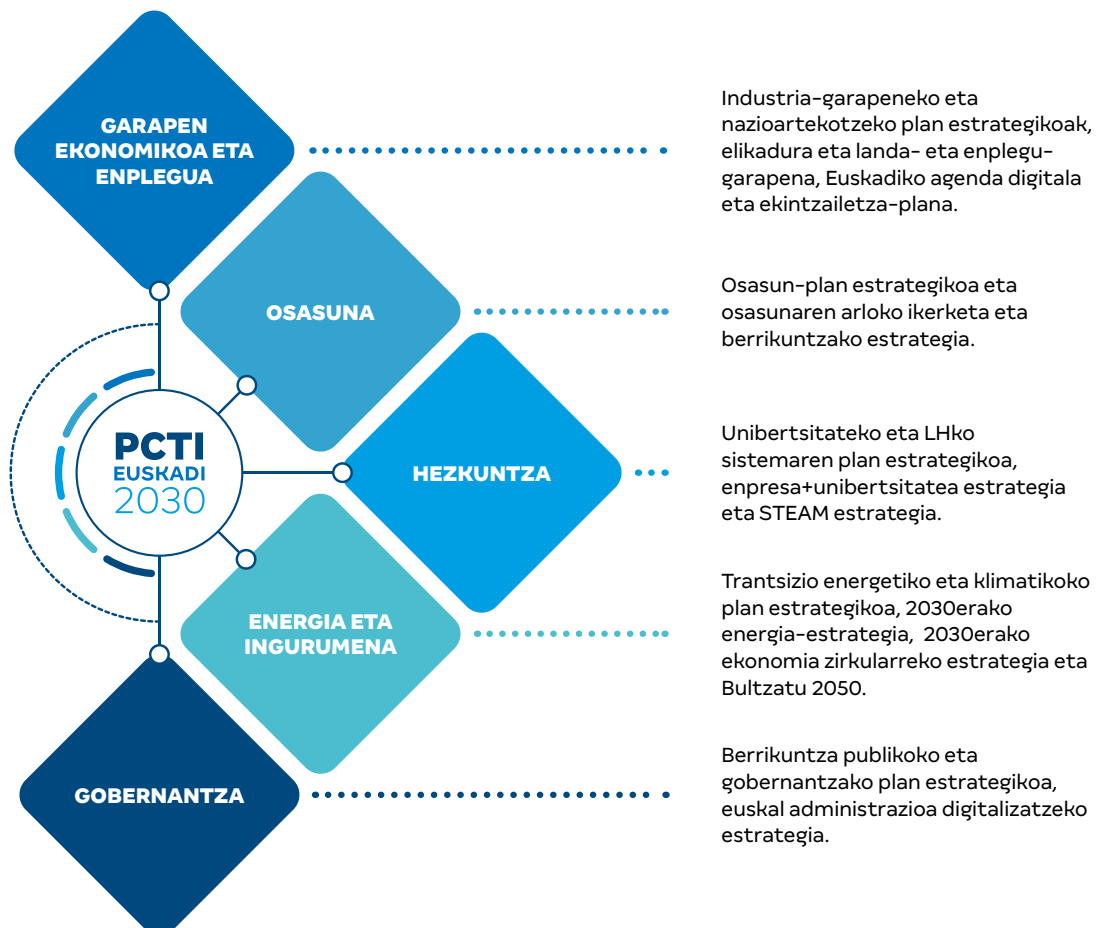 GARAPEN
EKONOMIKOA ETA
ENPLEGUA
Industria-garapeneko eta
nazioartekotzeko plan estrategikoak,
elikadura eta landa- eta enplegu-
garapena, Euskadiko agenda digitala
eta ekintzailetza-plana.
OSASUNA
Osasun-plan estrategikoa eta
osasunaren arloko ikerketa eta
berrikuntzako estrategia.
PCTI
EUSKADI
2030
HEZKUNTZA
Unibertsitateko eta LHko
sistemaren plan estrategikoa,
enpresa+unibertsitatea estrategia
eta STEAM estrategia.
ENERGIA ETA
INGURUMENA
Trantsizio energetiko eta klimatikoko
plan estrategikoa, 2030erako
energia-estrategia, 2030erako
ekonomia zirkularreko estrategia eta
Bultzatu 2050.
GOBERNANTZA
Berrikuntza publikoko eta
gobernantzako plan estrategikoa,
euskal administrazioa digitalizatzeko
estrategia.